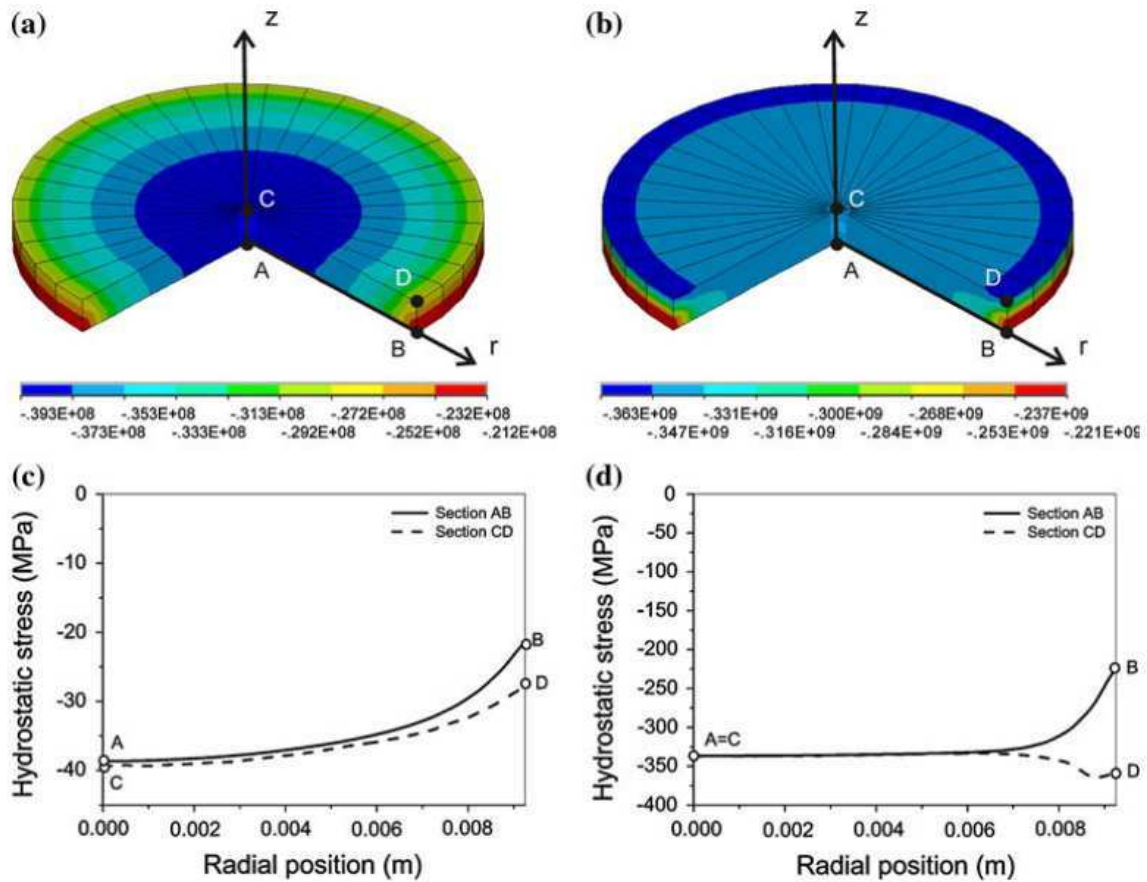 (a)
z
C
A
D
B
r
-.393E+08 -.353E+08 -.313E+08 -.272E+08 -.232E+08
-.373E+08 -.333E+08 -.292E+08 -.252E+08 -.212E+08
(b)
z
C
A
D
B
r
-.363E+09 -.331E+09 -.300E+09 -.268E+09 -.237E+09
-.347E+09 -.316E+09 -.284E+09 -.253E+09 -.221E+09
(c)
Hydrostatic stress (MPa)
0
-10
-20
-30
-40
Section AB
Section CD
A
C
B
D
0.000 0.002 0.004 0.006 0.008
Radial position (m)
(d)
Hydrostatic stress (MPa)
0
-50
-100
-150
-200
-250
-300
-350
-400
Section AB
Section CD
A=C
B
D
0.000 0.002 0.004 0.006 0.008
Radial position (m)